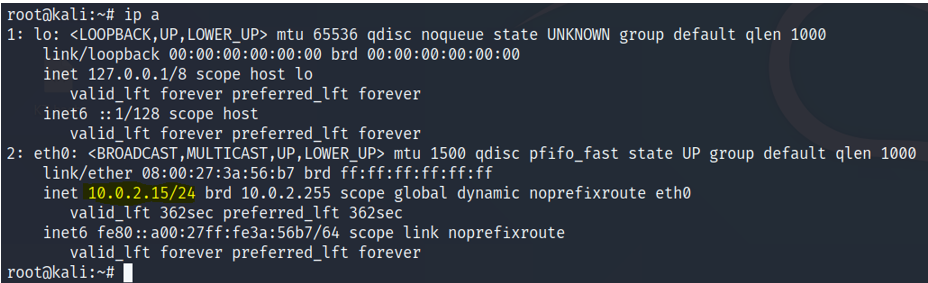 root@kali:~# ip a
1: lo: <LOOPBACK,UP,LOWER_UP> mtu 65536 qdisc noqueue state UNKNOWN group default qlen 1000
    link/loopback 00:00:00:00:00:00 brd 00:00:00:00:00:00
    inet 127.0.0.1/8 scope host lo
       valid_lft forever preferred_lft forever
    inet6 ::1/128 scope host
       valid_lft forever preferred_lft forever
2: eth0: <BROADCAST,MULTICAST,UP,LOWER_UP> mtu 1500 qdisc pfifo_fast state UP group default qlen 1000
    link/ether 08:00:27:3a:56:b7 brd ff:ff:ff:ff:ff:ff
    inet 10.0.2.15/24 brd 10.0.2.255 scope global dynamic noprefixroute eth0
       valid_lft 362sec preferred_lft 362sec
    inet6 fe80::a00:27ff:fe3a:56b7/64 scope link noprefixroute
       valid_lft forever preferred_lft forever
root@kali:~#